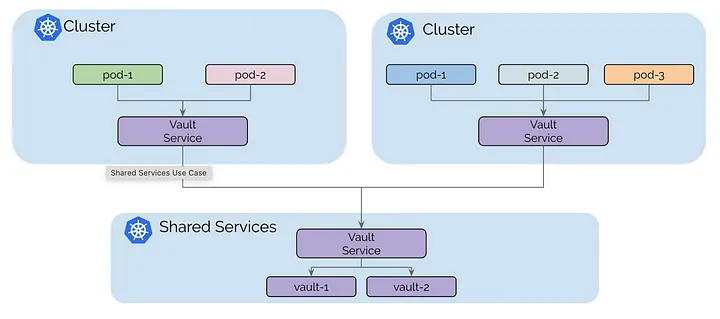 Cluster
pod-1
pod-2
Vault
Service
Shared Services Use Case
Cluster
pod-1
pod-2
pod-3
Vault
Service
Shared Services
Vault
Service
vault-1
vault-2